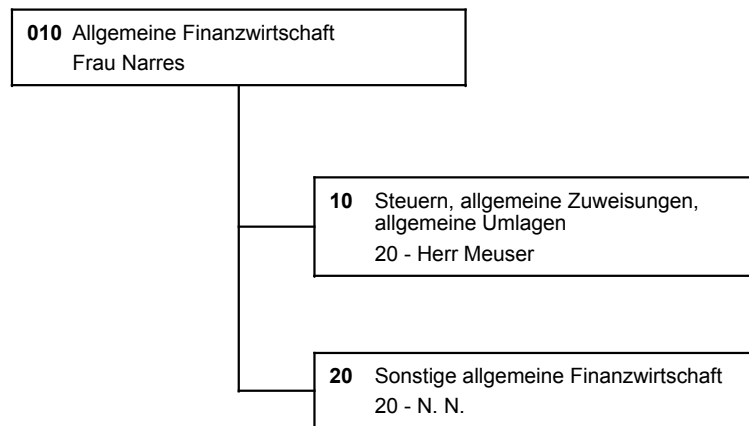 010 Allgemeine Finanzwirtschaft
Frau Narres
10 Steuern, allgemeine Zuweisungen,
allgemeine Umlagen
20 - Herr Meuser
20 Sonstige allgemeine Finanzwirtschaft
20 - N. N.